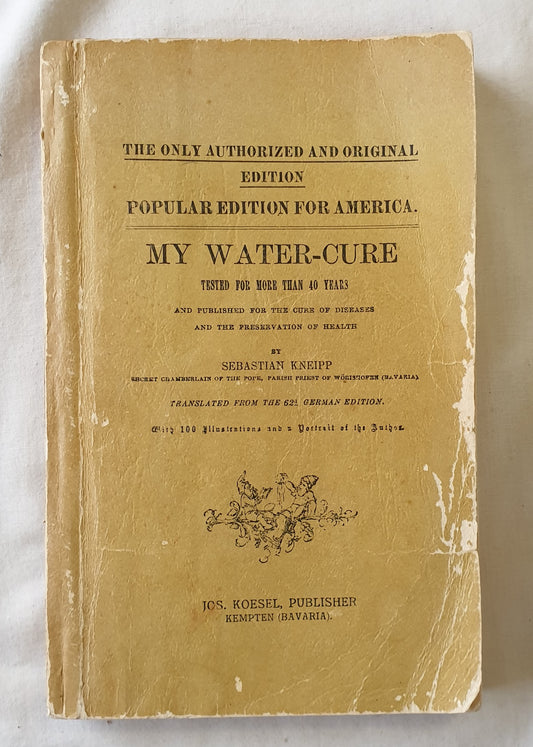 THE ONLY AUTHORIZED AND ORIGINAL
EDITION
POPULAR EDITION FOR AMERICA.
MY WATER-CURE
TESTED FOR MORE THAN 40 YEARS
AND PUBLISHED FOR THE CURE OF DISEASES
AND THE PRESERVATION OF HEALTH
BY
SEBASTIAN KNEIPP
SECRET CHAMBERLAIN OF THE POPE, PARISH PRIEST OF WÖRISHOFEN (BAVARIA).
TRANSLATED FROM THE 62d GERMAN EDITION.
With 100 Illustrations and a Portrait of the Author.
JOS. KOESEL, PUBLISHER
KEMPTEN (BAVARIA).